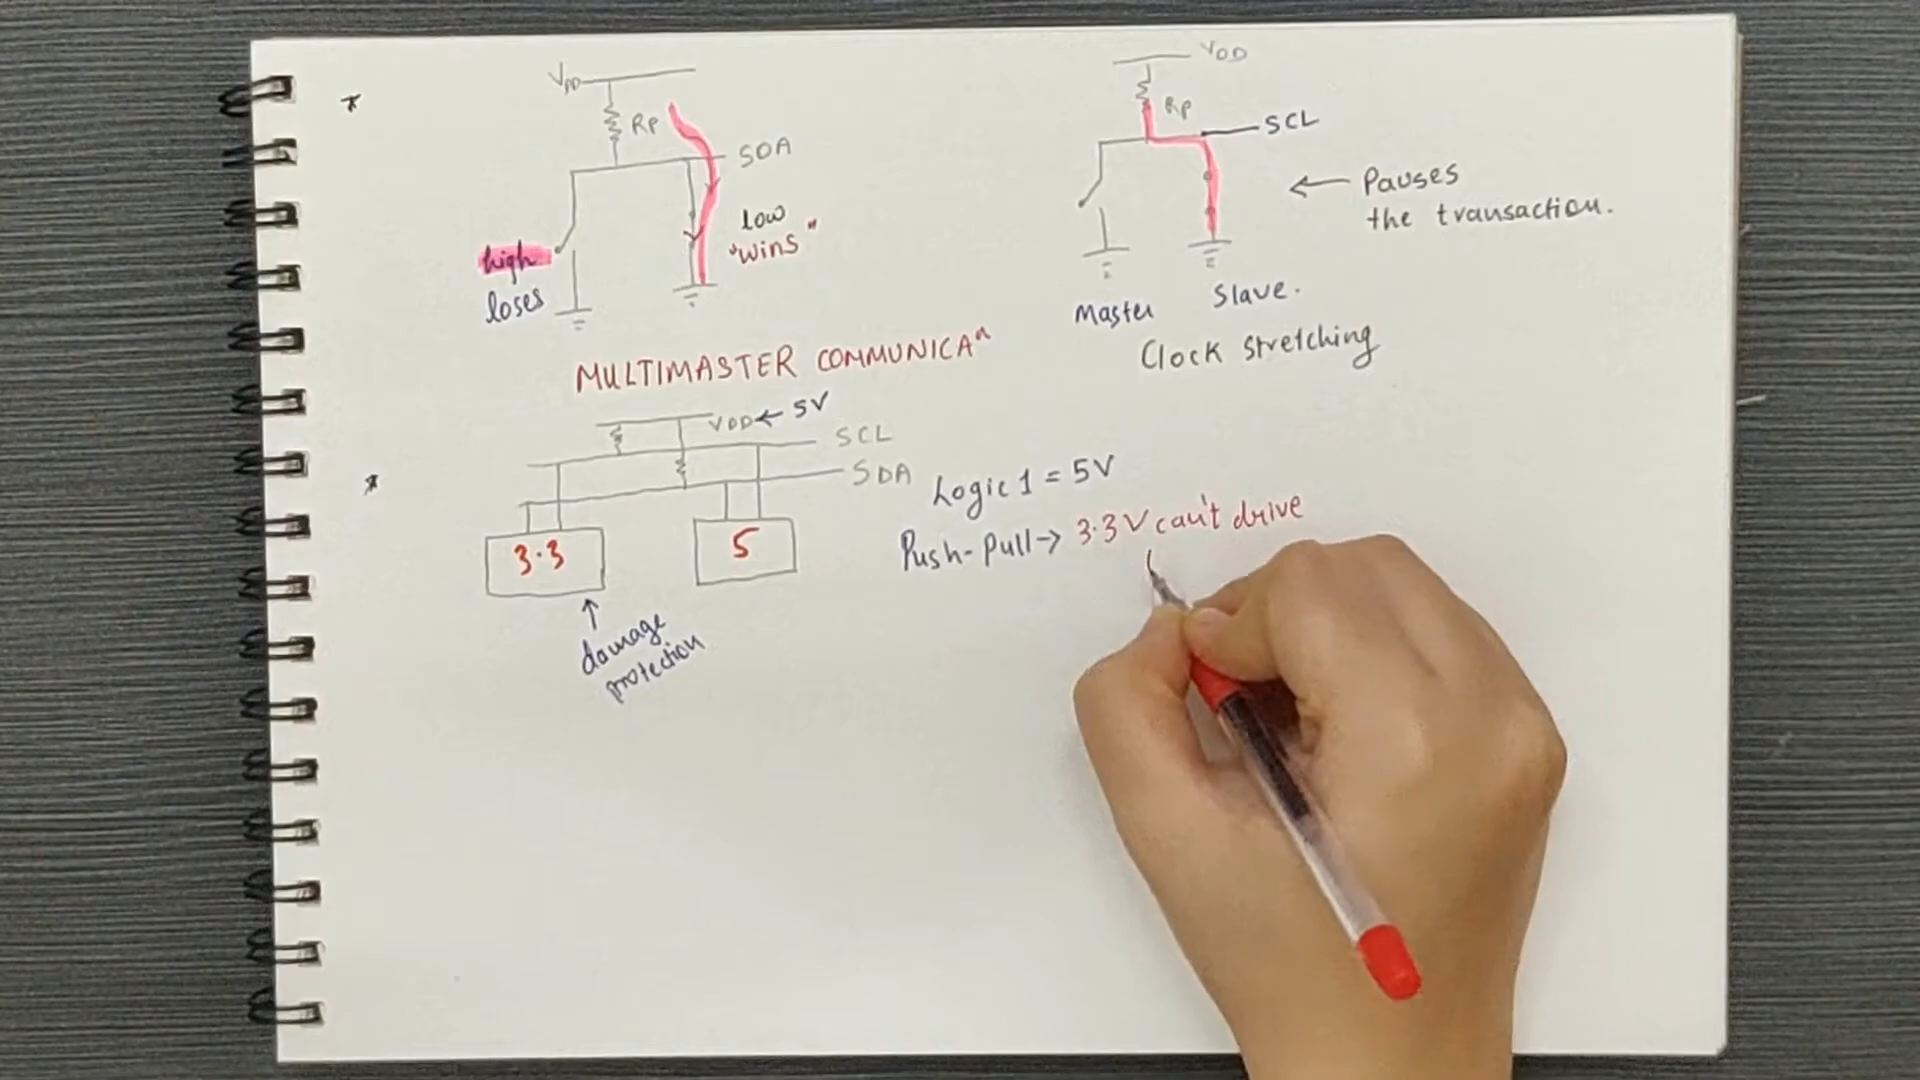 VDD
Rp
SDA
high
loses
low
"wins"
VDD
Rp
SCL
← Pauses
the transaction.
Master Slave.
Clock stretching
MULTIMASTER COMMUNICAⁿ
VDD ← 5V
SCL
SDA
3.3
5
↑
damage
protection
Logic 1 = 5V
Push-Pull → 3.3V can't drive